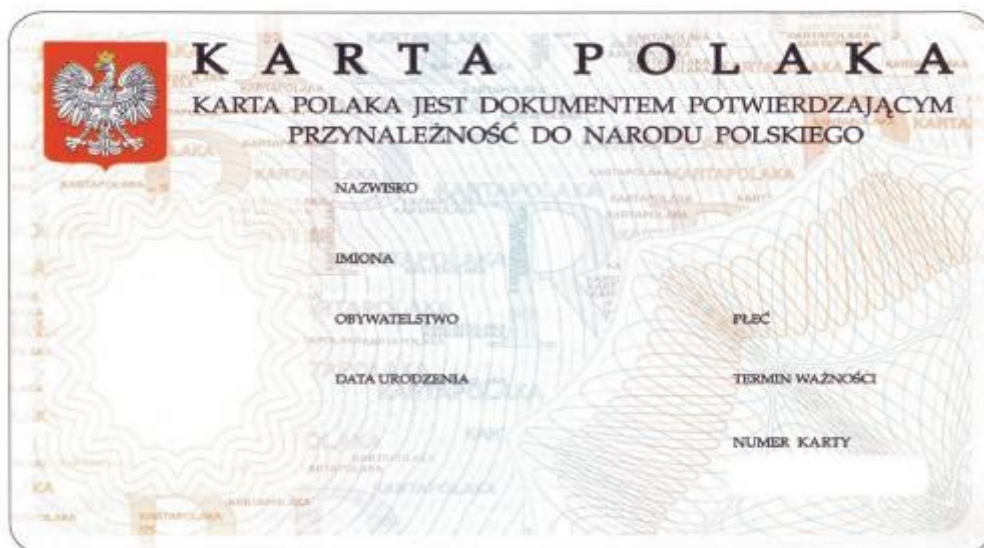 KARTA POLAKA
KARTA POLAKA JEST DOKUMENTEM POTWIERDZAJĄCYM
PRZYNALEŻNOŚĆ DO NARODU POLSKIEGO
NAZWISKO
IMIONA
OBYWATELSTWO
PŁEĆ
DATA URODZENIA
TERMIN WAŻNOŚCI
NUMER KARTY